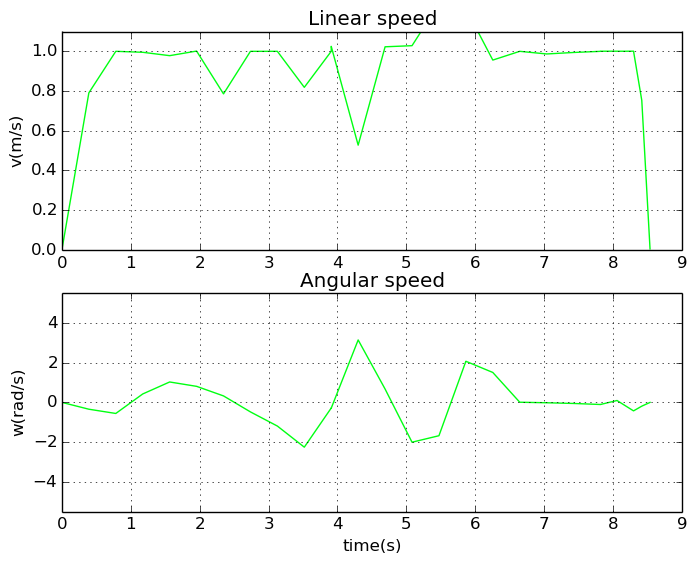 Linear speed
1.0
0.8
0.6
0.4
0.2
0.0
v(m/s)
0 1 2 3 4 5 6 7 8 9
Angular speed
4
2
0
−2
−4
w(rad/s)
0 1 2 3 4 5 6 7 8 9
time(s)